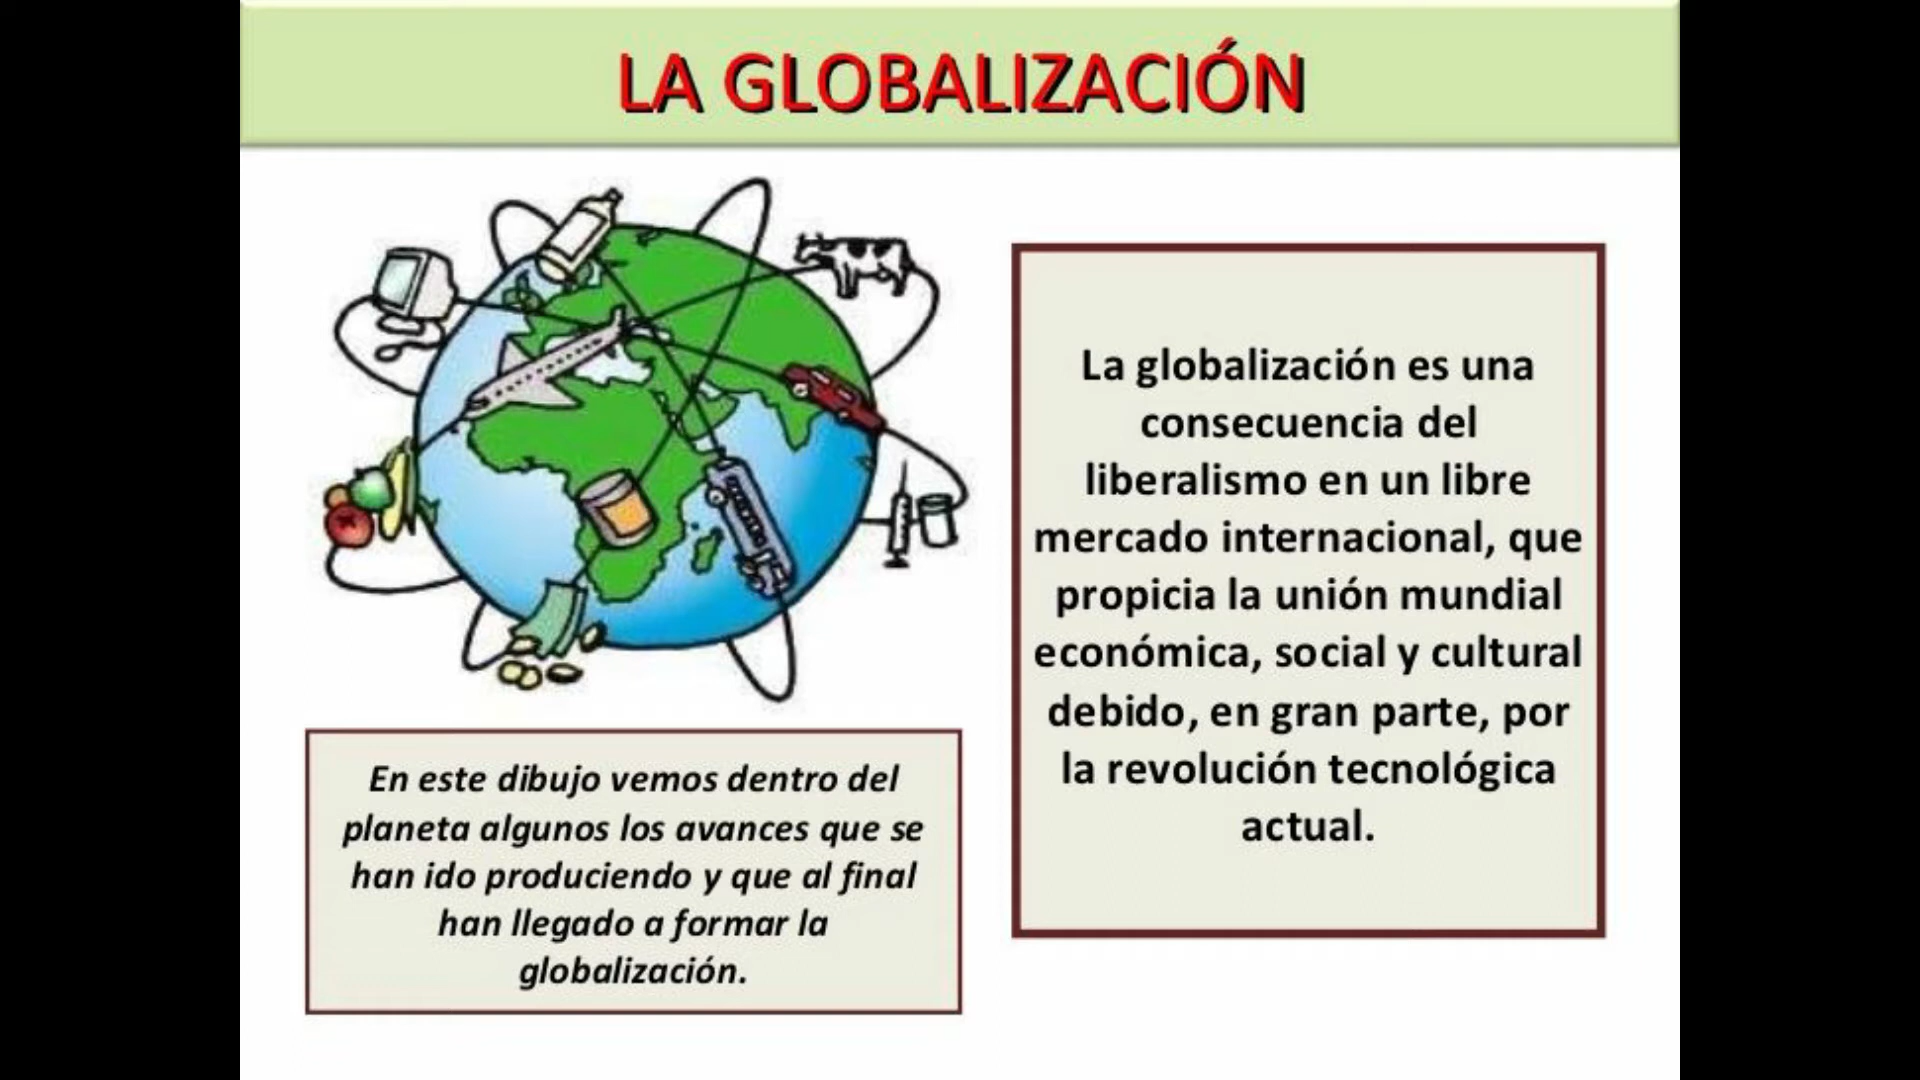 LA GLOBALIZACIÓN
La globalización es una
consecuencia del
liberalismo en un libre
mercado internacional, que
propicia la unión mundial
económica, social y cultural
debido, en gran parte, por
la revolución tecnológica
actual.
En este dibujo vemos dentro del
planeta algunos los avances que se
han ido produciendo y que al final
han llegado a formar la
globalización.